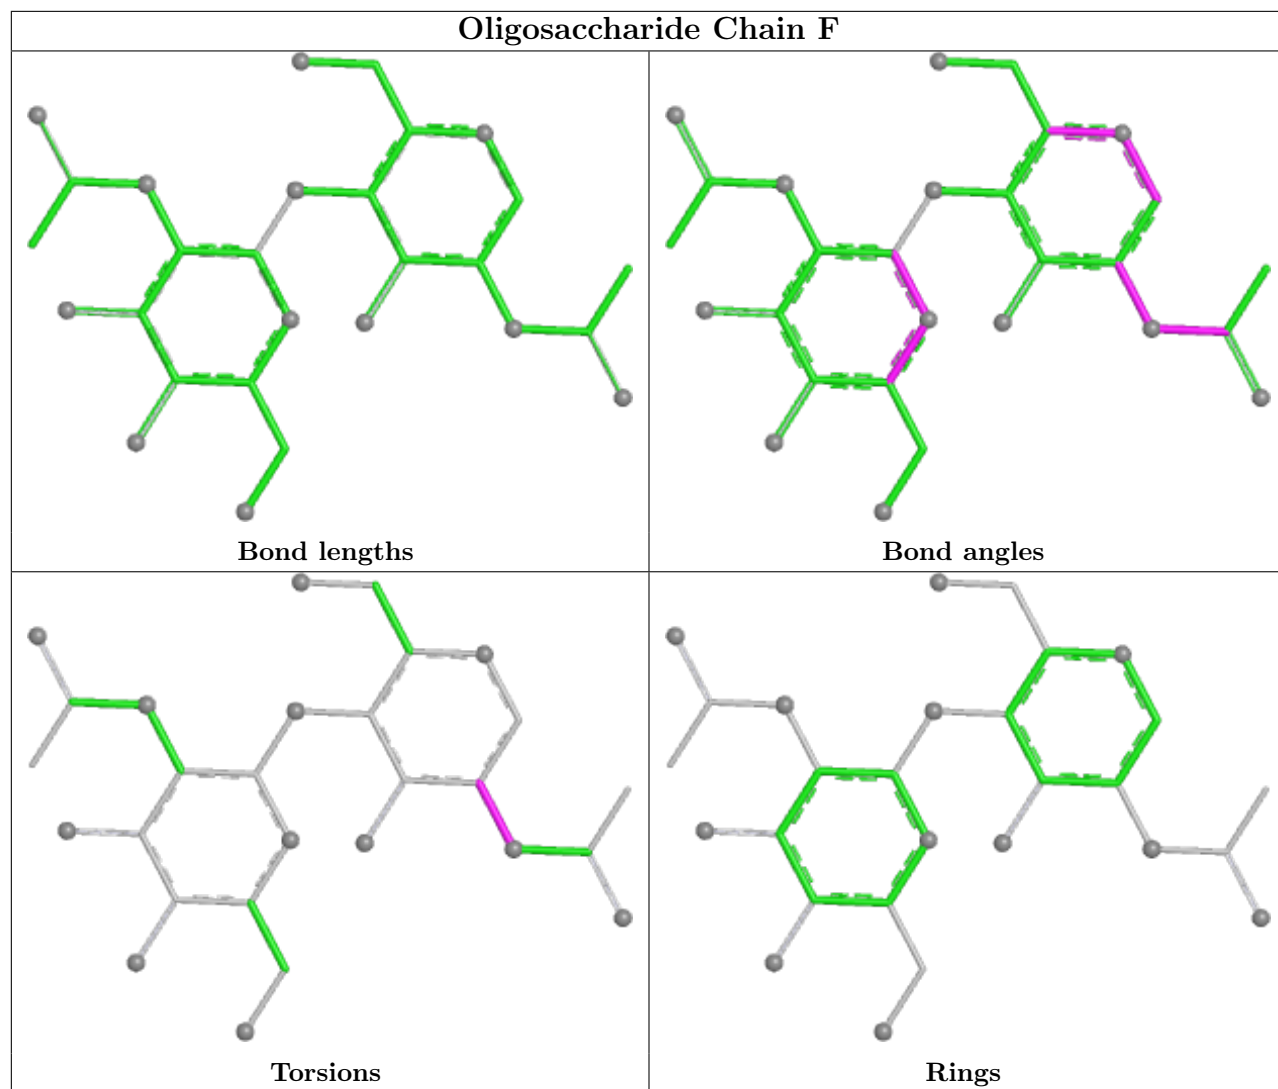 Oligosaccharide Chain F
Bond lengths
Bond angles
Torsions
Rings